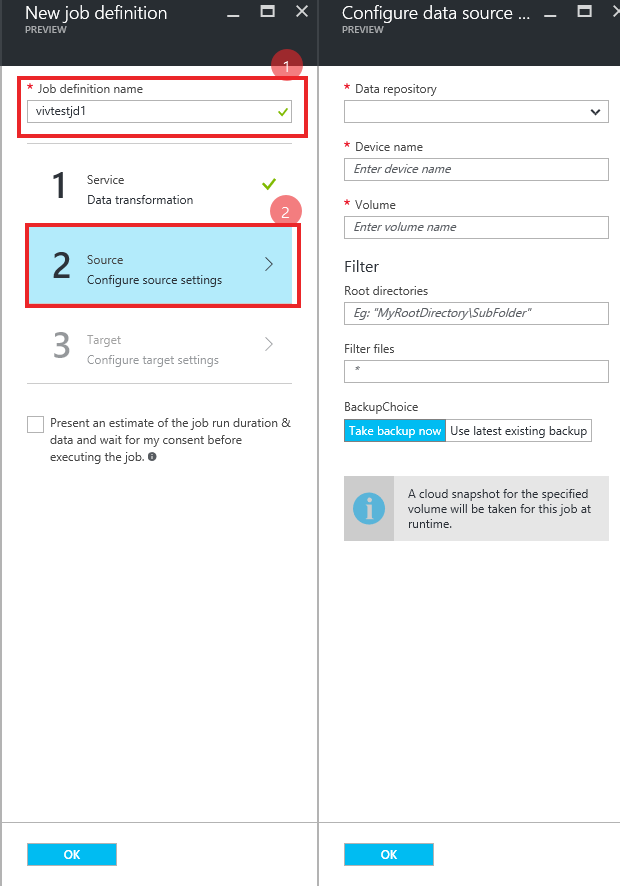 New job definition
PREVIEW
1
* Job definition name
vivtestjd1
1 Service
Data transformation
2
2 Source
Configure source settings
3 Target
Configure target settings
Present an estimate of the job run duration &
data and wait for my consent before
executing the job.
OK
Configure data source ...
PREVIEW
* Data repository
* Device name
Enter device name
* Volume
Enter volume name
Filter
Root directories
Eg: "MyRootDirectory\SubFolder"
Filter files
*
BackupChoice
Take backup now Use latest existing backup
A cloud snapshot for the specified
volume will be taken for this job at
runtime.
OK